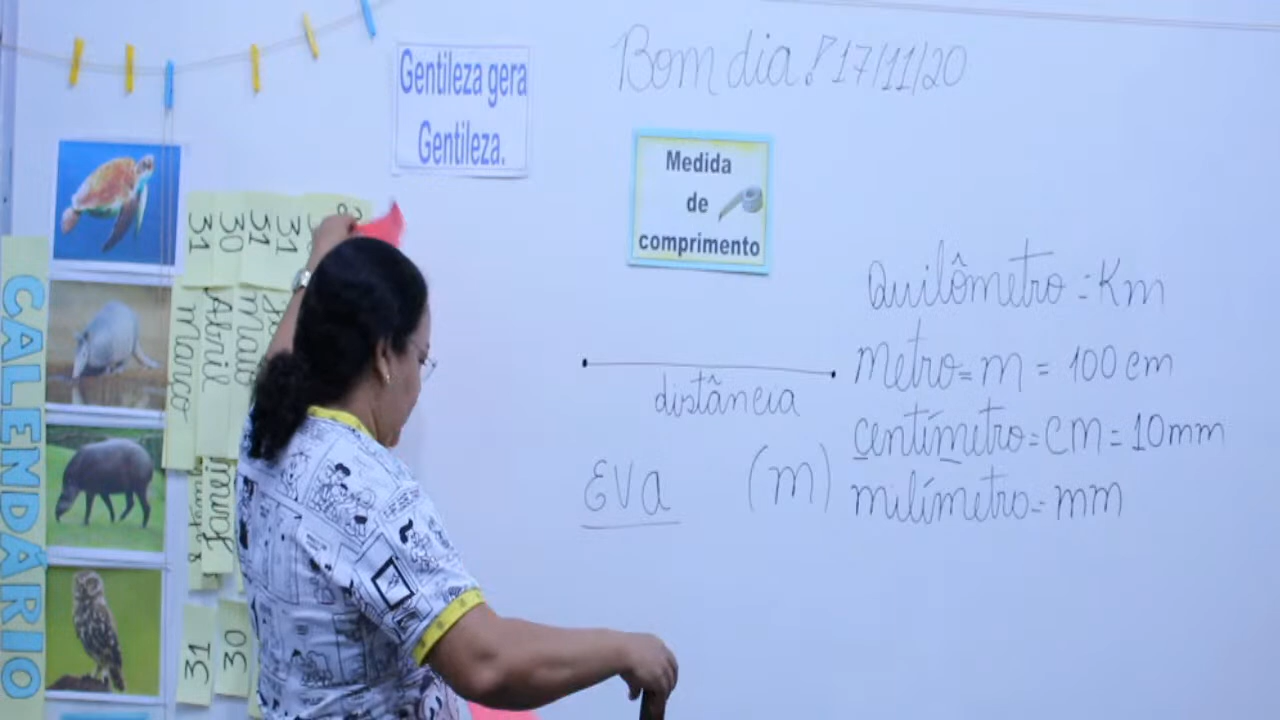 Bom dia! 17/11/20
Gentileza gera
Gentileza.
Medida
de
comprimento
CALENDÁRIO
31
30
31
31
Março
Abril
Maio
Janei
31
30
distância
EVA (m)
Quilômetro = Km
Metro = m = 100 cm
centímetro = CM = 10mm
milímetro = mm